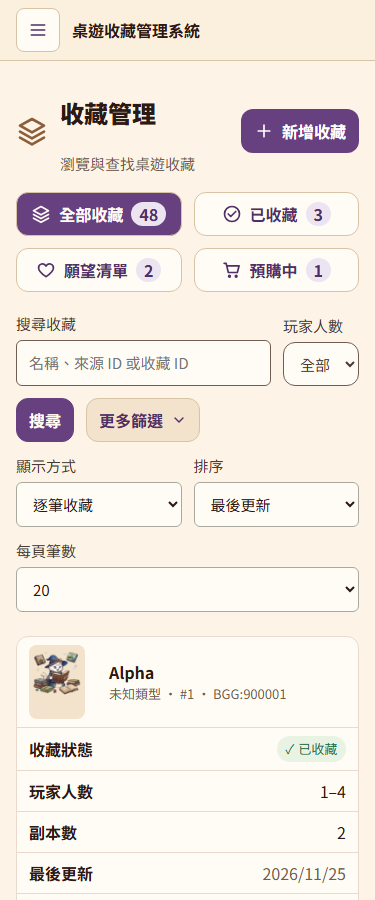 桌遊收藏管理系統
收藏管理
瀏覽與查找桌遊收藏
新增收藏
全部收藏 48
已收藏 3
願望清單 2
預購中 1
搜尋收藏
玩家人數
名稱、來源 ID 或收藏 ID
全部
搜尋
更多篩選
顯示方式
排序
逐筆收藏
最後更新
每頁筆數
20
Alpha
未知類型 · #1 · BGG:900001
收藏狀態 ✓ 已收藏
玩家人數 1–4
副本數 2
最後更新 2026/11/25